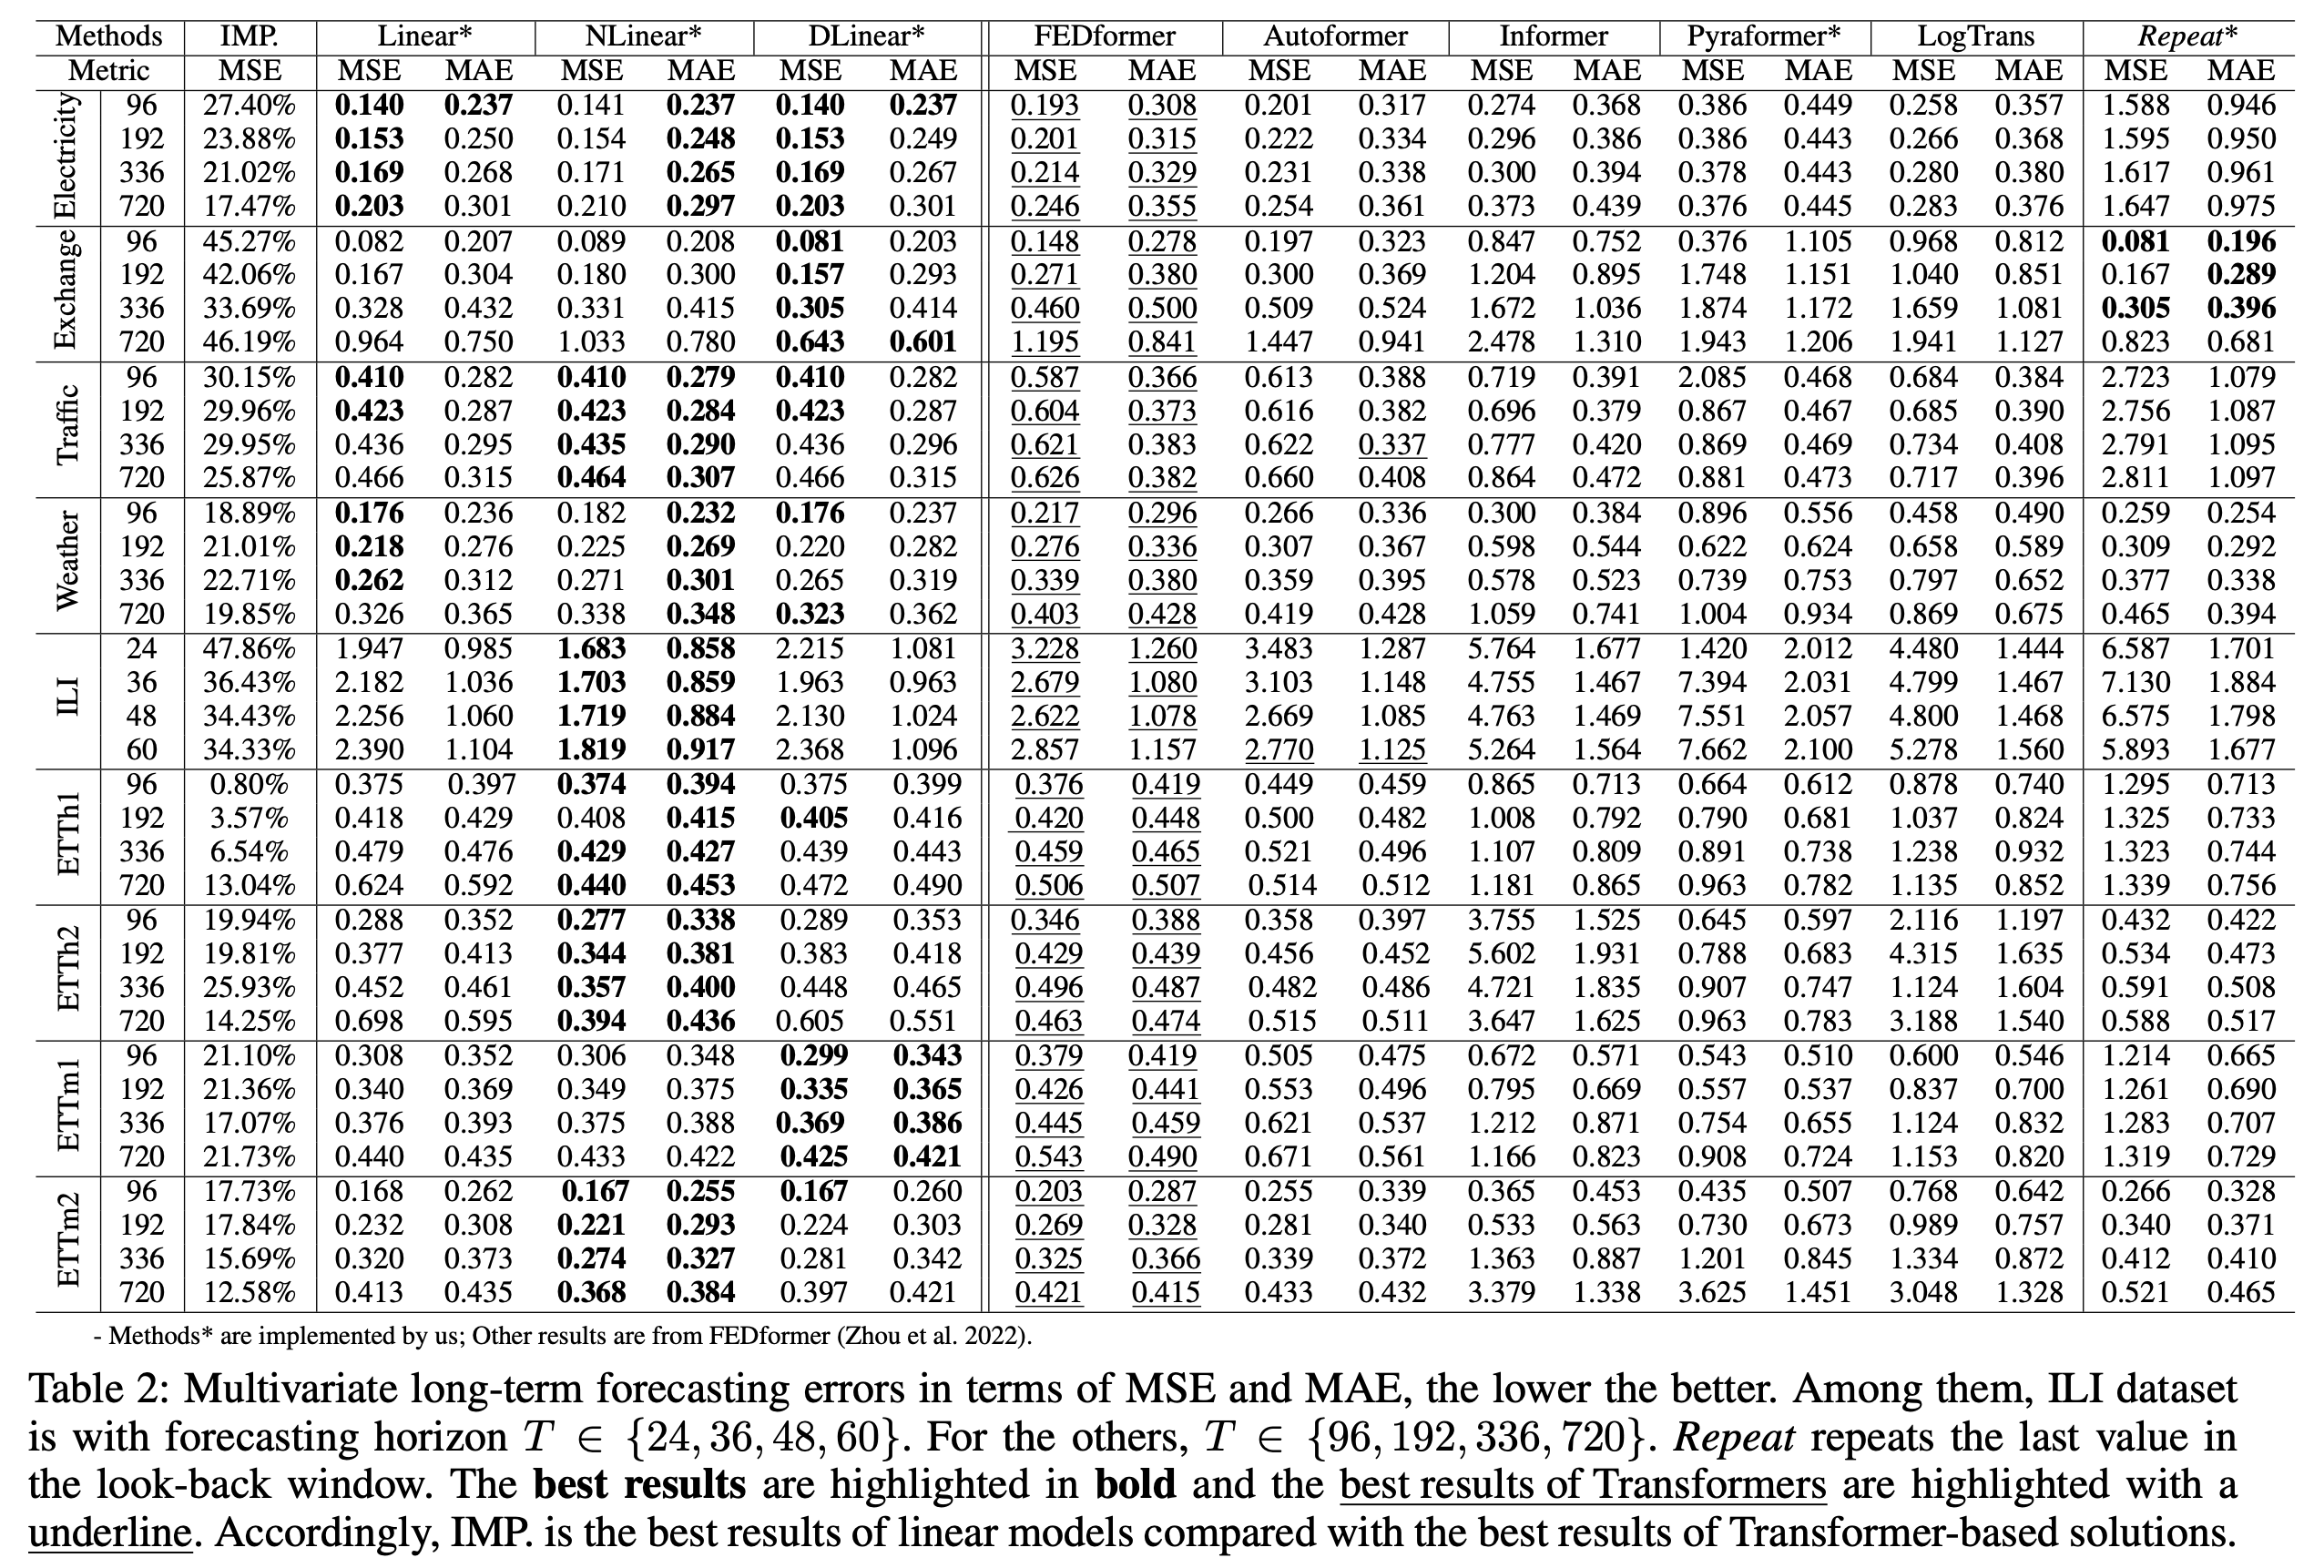 Methods IMP. Linear* NLinear* DLinear* FEDformer Autoformer Informer Pyraformer* LogTrans Repeat*
Metric MSE MSE MAE MSE MAE MSE MAE MSE MAE MSE MAE MSE MAE MSE MAE MSE MAE MSE MAE
Electricity
96 27.40% 0.140 0.237 0.141 0.237 0.140 0.237 0.193 0.308 0.201 0.317 0.274 0.368 0.386 0.449 0.258 0.357 1.588 0.946
192 23.88% 0.153 0.250 0.154 0.248 0.153 0.249 0.201 0.315 0.222 0.334 0.296 0.386 0.386 0.443 0.266 0.368 1.595 0.950
336 21.02% 0.169 0.268 0.171 0.265 0.169 0.267 0.214 0.329 0.231 0.338 0.300 0.394 0.378 0.443 0.280 0.380 1.617 0.961
720 17.47% 0.203 0.301 0.210 0.297 0.203 0.301 0.246 0.355 0.254 0.361 0.373 0.439 0.376 0.445 0.283 0.376 1.647 0.975
Exchange
96 45.27% 0.082 0.207 0.089 0.208 0.081 0.203 0.148 0.278 0.197 0.323 0.847 0.752 0.376 1.105 0.968 0.812 0.081 0.196
192 42.06% 0.167 0.304 0.180 0.300 0.157 0.293 0.271 0.380 0.300 0.369 1.204 0.895 1.748 1.151 1.040 0.851 0.167 0.289
336 33.69% 0.328 0.432 0.331 0.415 0.305 0.414 0.460 0.500 0.509 0.524 1.672 1.036 1.874 1.172 1.659 1.081 0.305 0.396
720 46.19% 0.964 0.750 1.033 0.780 0.643 0.601 1.195 0.841 1.447 0.941 2.478 1.310 1.943 1.206 1.941 1.127 0.823 0.681
Traffic
96 30.15% 0.410 0.282 0.410 0.279 0.410 0.282 0.587 0.366 0.613 0.388 0.719 0.391 2.085 0.468 0.684 0.384 2.723 1.079
192 29.96% 0.423 0.287 0.423 0.284 0.423 0.287 0.604 0.373 0.616 0.382 0.696 0.379 0.867 0.467 0.685 0.390 2.756 1.087
336 29.95% 0.436 0.295 0.435 0.290 0.436 0.296 0.621 0.383 0.622 0.337 0.777 0.420 0.869 0.469 0.734 0.408 2.791 1.095
720 25.87% 0.466 0.315 0.464 0.307 0.466 0.315 0.626 0.382 0.660 0.408 0.864 0.472 0.881 0.473 0.717 0.396 2.811 1.097
Weather
96 18.89% 0.176 0.236 0.182 0.232 0.176 0.237 0.217 0.296 0.266 0.336 0.300 0.384 0.896 0.556 0.458 0.490 0.259 0.254
192 21.01% 0.218 0.276 0.225 0.269 0.220 0.282 0.276 0.336 0.307 0.367 0.598 0.544 0.622 0.624 0.658 0.589 0.309 0.292
336 22.71% 0.262 0.312 0.271 0.301 0.265 0.319 0.339 0.380 0.359 0.395 0.578 0.523 0.739 0.753 0.797 0.652 0.377 0.338
720 19.85% 0.326 0.365 0.338 0.348 0.323 0.362 0.403 0.428 0.419 0.428 1.059 0.741 1.004 0.934 0.869 0.675 0.465 0.394
ILI
24 47.86% 1.947 0.985 1.683 0.858 2.215 1.081 3.228 1.260 3.483 1.287 5.764 1.677 1.420 2.012 4.480 1.444 6.587 1.701
36 36.43% 2.182 1.036 1.703 0.859 1.963 0.963 2.679 1.080 3.103 1.148 4.755 1.467 7.394 2.031 4.799 1.467 7.130 1.884
48 34.43% 2.256 1.060 1.719 0.884 2.130 1.024 2.622 1.078 2.669 1.085 4.763 1.469 7.551 2.057 4.800 1.468 6.575 1.798
60 34.33% 2.390 1.104 1.819 0.917 2.368 1.096 2.857 1.157 2.770 1.125 5.264 1.564 7.662 2.100 5.278 1.560 5.893 1.677
ETTh1
96 0.80% 0.375 0.397 0.374 0.394 0.375 0.399 0.376 0.419 0.449 0.459 0.865 0.713 0.664 0.612 0.878 0.740 1.295 0.713
192 3.57% 0.418 0.429 0.408 0.415 0.405 0.416 0.420 0.448 0.500 0.482 1.008 0.792 0.790 0.681 1.037 0.824 1.325 0.733
336 6.54% 0.479 0.476 0.429 0.427 0.439 0.443 0.459 0.465 0.521 0.496 1.107 0.809 0.891 0.738 1.238 0.932 1.323 0.744
720 13.04% 0.624 0.592 0.440 0.453 0.472 0.490 0.506 0.507 0.514 0.512 1.181 0.865 0.963 0.782 1.135 0.852 1.339 0.756
ETTh2
96 19.94% 0.288 0.352 0.277 0.338 0.289 0.353 0.346 0.388 0.358 0.397 3.755 1.525 0.645 0.597 2.116 1.197 0.432 0.422
192 19.81% 0.377 0.413 0.344 0.381 0.383 0.418 0.429 0.439 0.456 0.452 5.602 1.931 0.788 0.683 4.315 1.635 0.534 0.473
336 25.93% 0.452 0.461 0.357 0.400 0.448 0.465 0.496 0.487 0.482 0.486 4.721 1.835 0.907 0.747 1.124 1.604 0.591 0.508
720 14.25% 0.698 0.595 0.394 0.436 0.605 0.551 0.463 0.474 0.515 0.511 3.647 1.625 0.963 0.783 3.188 1.540 0.588 0.517
ETTm1
96 21.10% 0.308 0.352 0.306 0.348 0.299 0.343 0.379 0.419 0.505 0.475 0.672 0.571 0.543 0.510 0.600 0.546 1.214 0.665
192 21.36% 0.340 0.369 0.349 0.375 0.335 0.365 0.426 0.441 0.553 0.496 0.795 0.669 0.557 0.537 0.837 0.700 1.261 0.690
336 17.07% 0.376 0.393 0.375 0.388 0.369 0.386 0.445 0.459 0.621 0.537 1.212 0.871 0.754 0.655 1.124 0.832 1.283 0.707
720 21.73% 0.440 0.435 0.433 0.422 0.425 0.421 0.543 0.490 0.671 0.561 1.166 0.823 0.908 0.724 1.153 0.820 1.319 0.729
ETTm2
96 17.73% 0.168 0.262 0.167 0.255 0.167 0.260 0.203 0.287 0.255 0.339 0.365 0.453 0.435 0.507 0.768 0.642 0.266 0.328
192 17.84% 0.232 0.308 0.221 0.293 0.224 0.303 0.269 0.328 0.281 0.340 0.533 0.563 0.730 0.673 0.989 0.757 0.340 0.371
336 15.69% 0.320 0.373 0.274 0.327 0.281 0.342 0.325 0.366 0.339 0.372 1.363 0.887 1.201 0.845 1.334 0.872 0.412 0.410
720 12.58% 0.413 0.435 0.368 0.384 0.397 0.421 0.421 0.415 0.433 0.432 3.379 1.338 3.625 1.451 3.048 1.328 0.521 0.465
- Methods* are implemented by us; Other results are from FEDformer (Zhou et al. 2022).
Table 2: Multivariate long-term forecasting errors in terms of MSE and MAE, the lower the better. Among them, ILI dataset
is with forecasting horizon T ∈ {24, 36, 48, 60}. For the others, T ∈ {96, 192, 336, 720}. Repeat repeats the last value in
the look-back window. The best results are highlighted in bold and the best results of Transformers are highlighted with a
underline. Accordingly, IMP. is the best results of linear models compared with the best results of Transformer-based solutions.